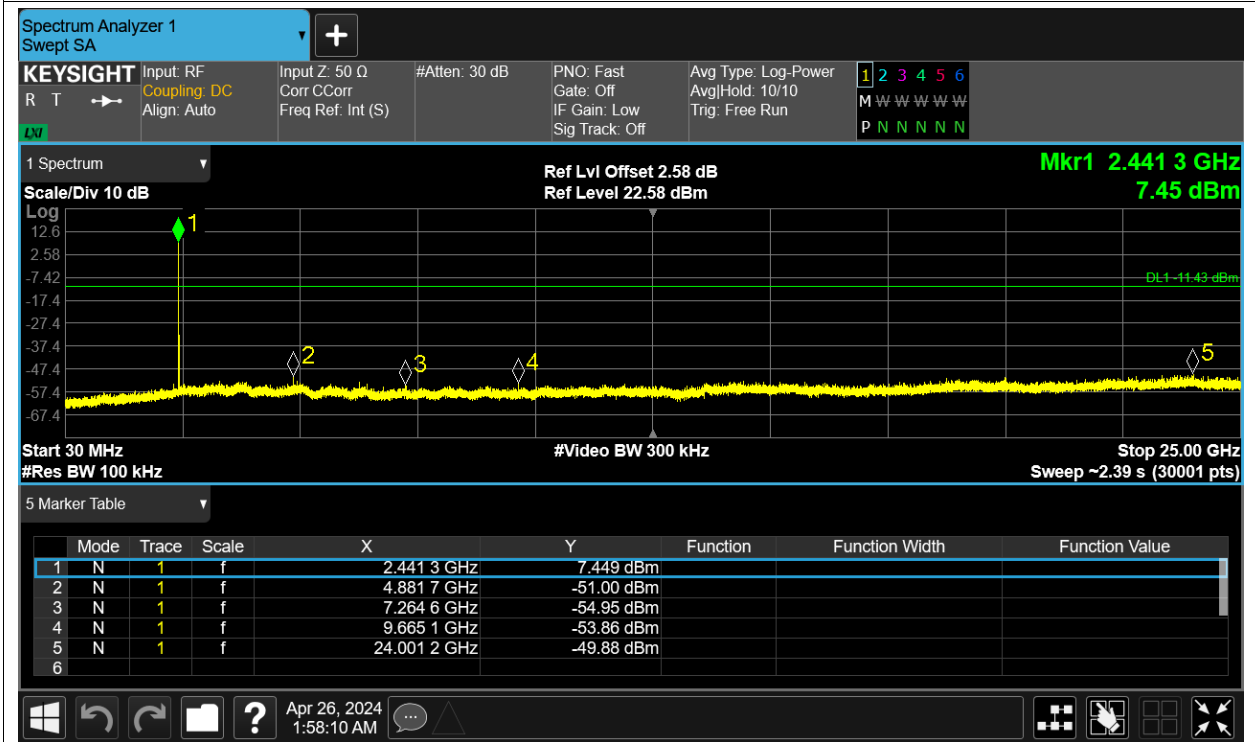 Spectrum Analyzer 1
Swept SA
+
KEYSIGHT Input: RF Input Z: 50 Ω #Atten: 30 dB PNO: Fast Avg Type: Log-Power 1 2 3 4 5 6
R T Coupling: DC Corr CCorr Gate: Off Avg|Hold: 10/10 M W W W W W
Align: Auto Freq Ref: Int (S) IF Gain: Low Trig: Free Run
LXI Sig Track: Off P N N N N N
1 Spectrum Ref Lvl Offset 2.58 dB Mkr1 2.441 3 GHz
Scale/Div 10 dB Ref Level 22.58 dBm 7.45 dBm
Log
1
12.6
2.58
-7.42 DL1 -11.43 dBm
-17.4
-27.4
-37.4
2 3 4 5
-47.4
-57.4
-67.4
Start 30 MHz #Video BW 300 kHz Stop 25.00 GHz
#Res BW 100 kHz Sweep ~2.39 s (30001 pts)
5 Marker Table
Mode Trace Scale X Y Function Function Width Function Value
1 N 1 f 2.441 3 GHz 7.449 dBm
2 N 1 f 4.881 7 GHz -51.00 dBm
3 N 1 f 7.264 6 GHz -54.95 dBm
4 N 1 f 9.665 1 GHz -53.86 dBm
5 N 1 f 24.001 2 GHz -49.88 dBm
6
? Apr 26, 2024
1:58:10 AM